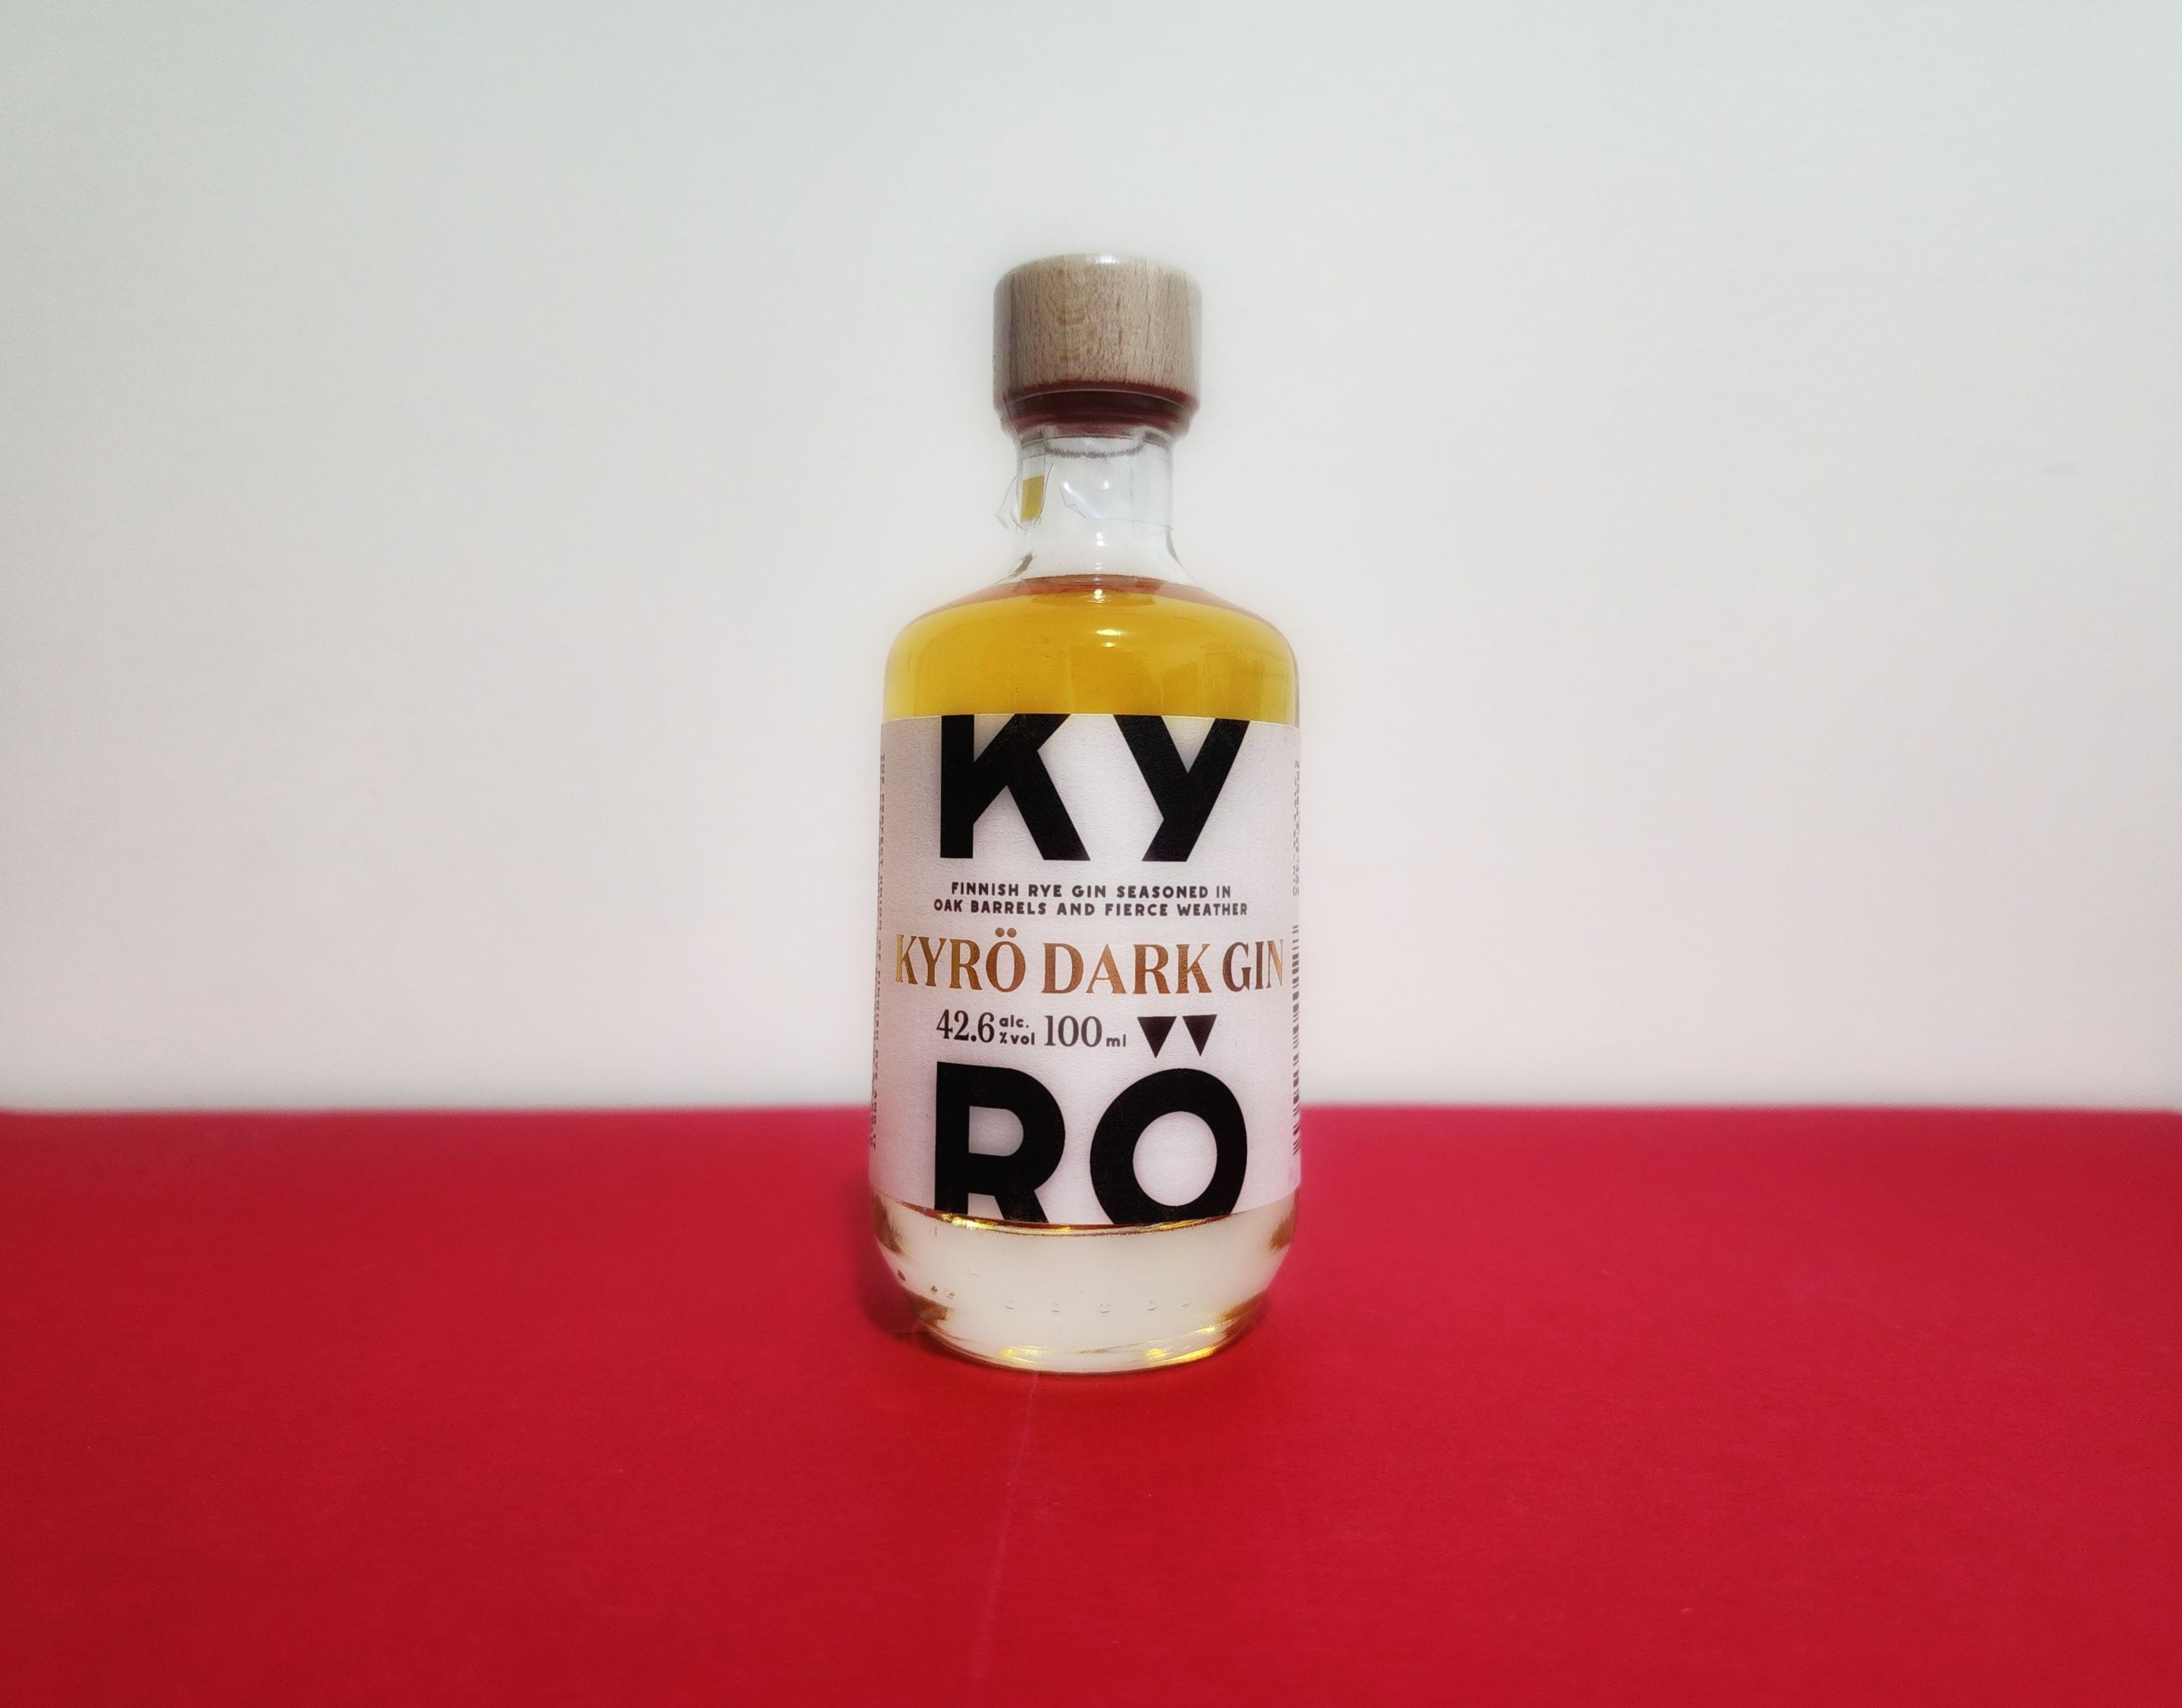 KY
FINNISH RYE GIN SEASONED IN
OAK BARRELS AND FIERCE WEATHER
KYRÖ DARK GIN
42.6 alc. %vol 100 ml
RÖ